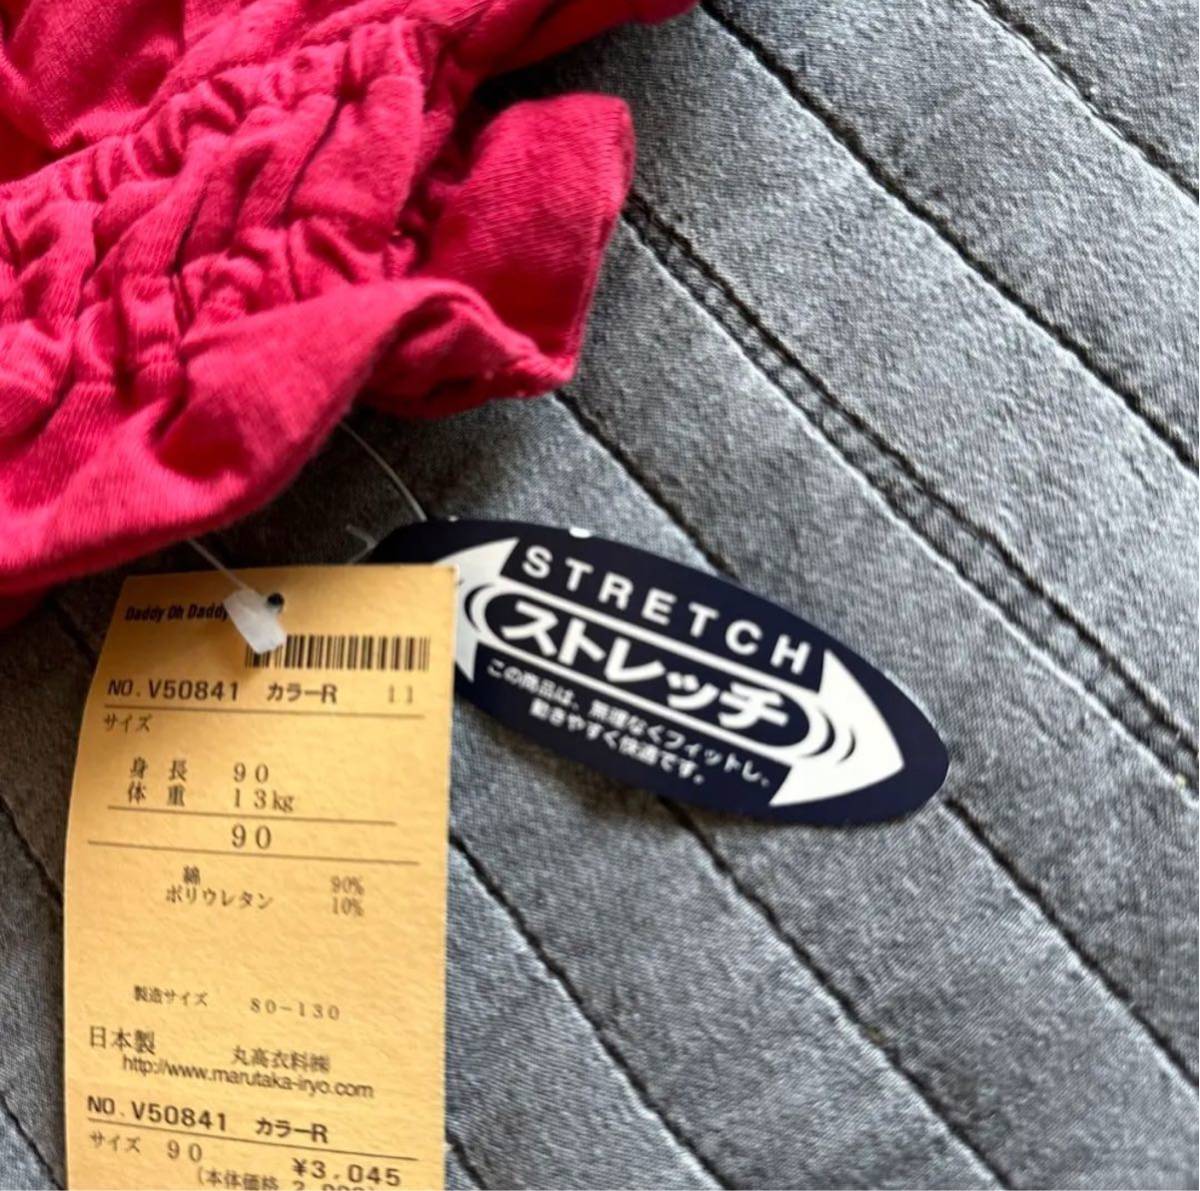 Daddy Oh Daddy
NO. V50841 カラーR 11
サイズ
身 長 90
体 重 13kg
90
綿 90%
ポリウレタン 10%
製造サイズ 80-130
日本製 丸高衣料㈱
http://www.marutaka-iryo.com
NO. V50841 カラーR
サイズ 90
¥3,045
(本体価格
STRETCH
ストレッチ
この商品は、無理なくフィットし、
動きやすく快適です。